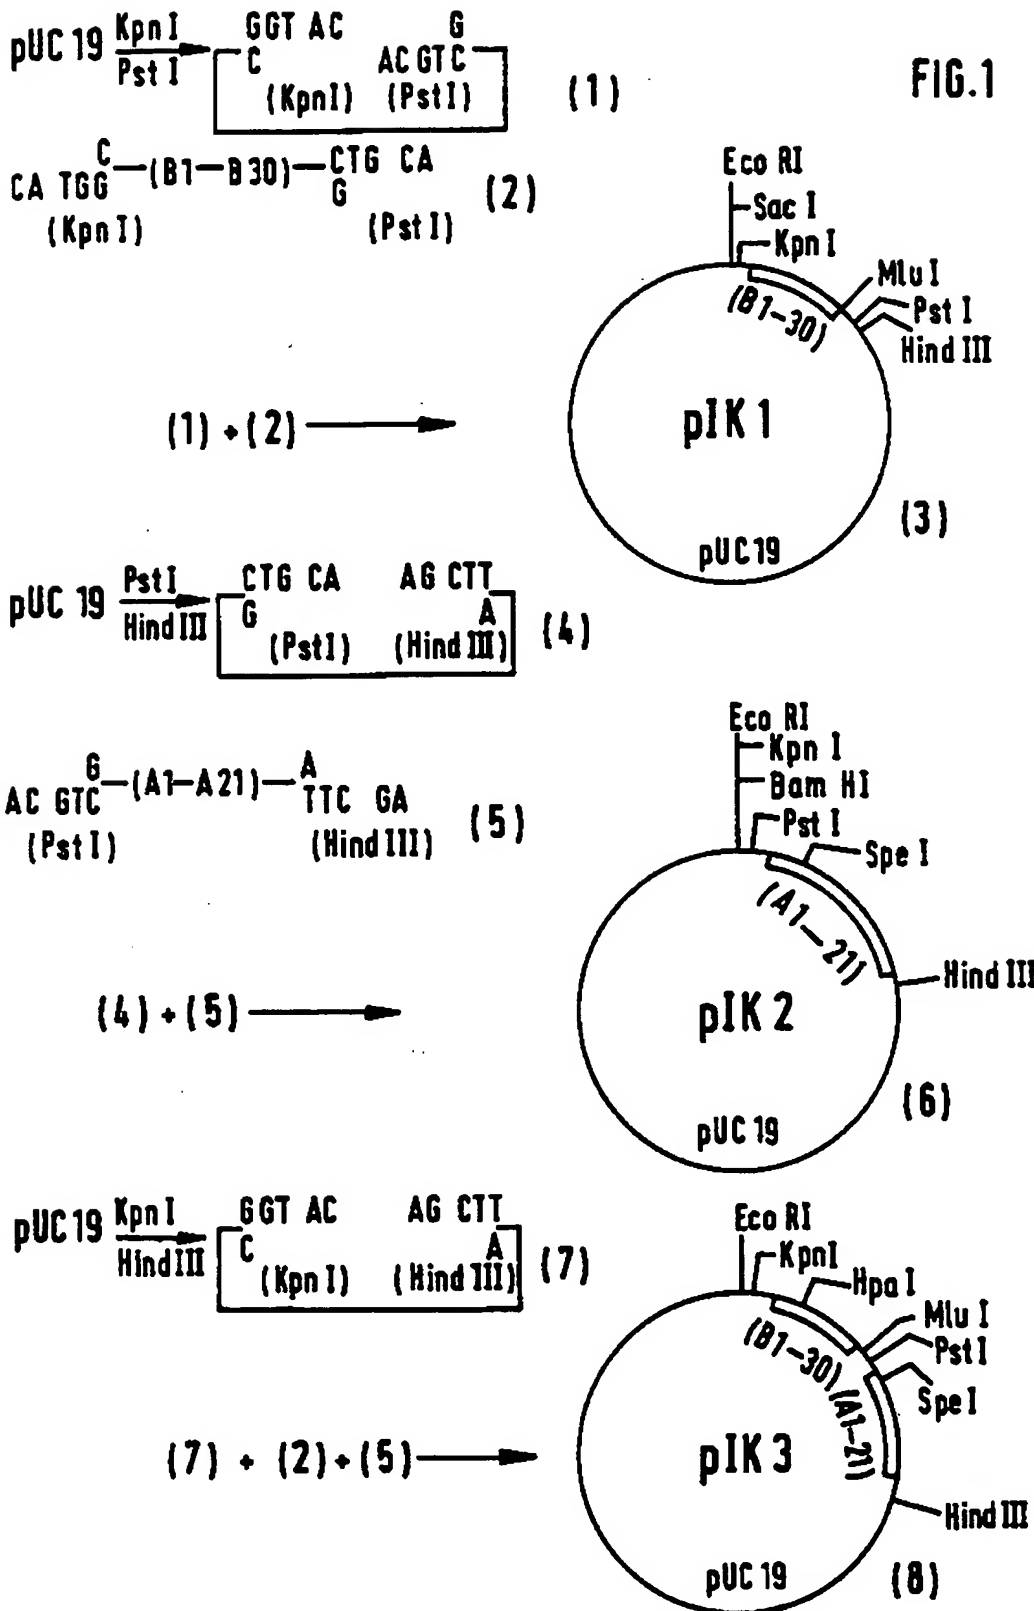 FIG.1
pUC 19 Kpn I
Pst I
GGT AC
C
(Kpn I)
G
AC GT C
(Pst I)
(1)
C
CA TGG —(B1—B30)— CTG CA
G
(Kpn I)
(Pst I)
(2)
(1) + (2)
Eco RI
Sac I
Kpn I
Mlu I
Pst I
Hind III
(B1-30)
pIK 1
pUC 19
(3)
pUC 19 Pst I
Hind III
CTG CA
G
(Pst I)
AG CTT
A
(Hind III)
(4)
G
AC GTC —(A1—A21)— A
TTC GA
(Pst I)
(Hind III)
(5)
(4) + (5)
Eco RI
Kpn I
Bam HI
Pst I
Spe I
(A1—21)
Hind III
pIK 2
pUC 19
(6)
pUC 19 Kpn I
Hind III
GGT AC
C
(Kpn I)
AG CTT
A
(Hind III)
(7)
(7) + (2) + (5)
Eco RI
Kpn I
Hpa I
Mlu I
Pst I
Spe I
(B1-30) (A1-21)
Hind III
pIK 3
pUC 19
(8)